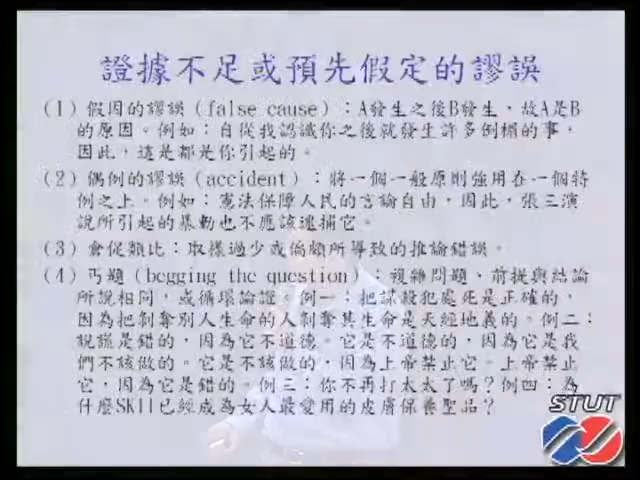 證據不足或預先假定的謬誤
(1) 假因的謬誤 (false cause)：A發生之後B發生、故A是B
的原因。例如：自從我認識你之後就發生許多倒楣的事，
因此，這是都是你引起的。
(2) 偶例的謬誤 (accident)：將一個一般原則強用在一個特
例之上。例如：憲法保障人民的言論自由，因此，張三演
說所引起的暴動也不應該逮捕它。
(3) 倉促類比：取樣過少或偏頗所導致的推論錯誤。
(4) 丐題 (begging the question)：複雜問題、前提與結論
所說相同，或循環論證。例一：把謀殺犯處死是正確的，
因為把剝奪別人生命的人剝奪其生命是天經地義的。例二：
說謊是錯的，因為它不道德。它是不道德的，因為它是我
們不該做的。它是不該做的，因為上帝禁止它。上帝禁止
它，因為它是錯的。例三：你不再打太太了嗎？例四：為
什麼SKII已經成為女人最愛用的皮膚保養聖品？
STUT